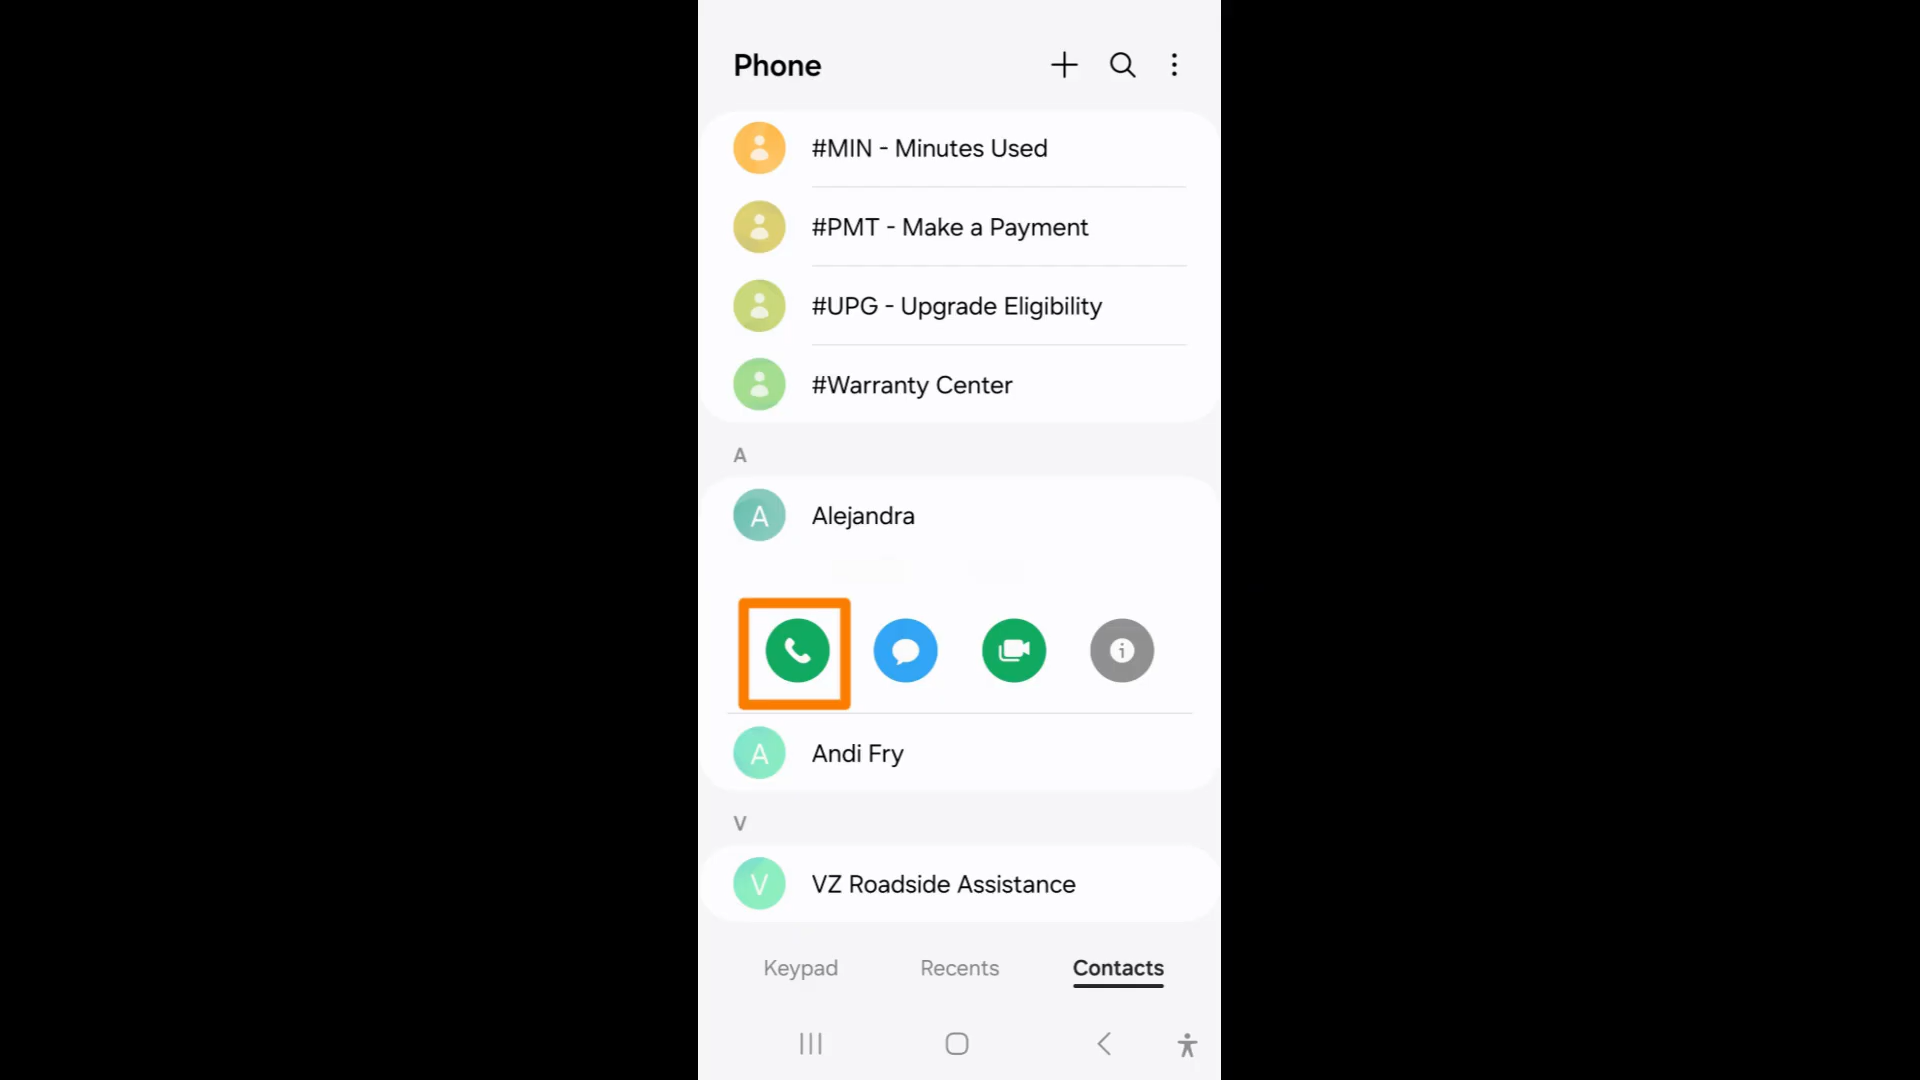 Phone
#MIN - Minutes Used
#PMT - Make a Payment
#UPG - Upgrade Eligibility
#Warranty Center
A
A Alejandra
A Andi Fry
V
V VZ Roadside Assistance
Keypad Recents Contacts